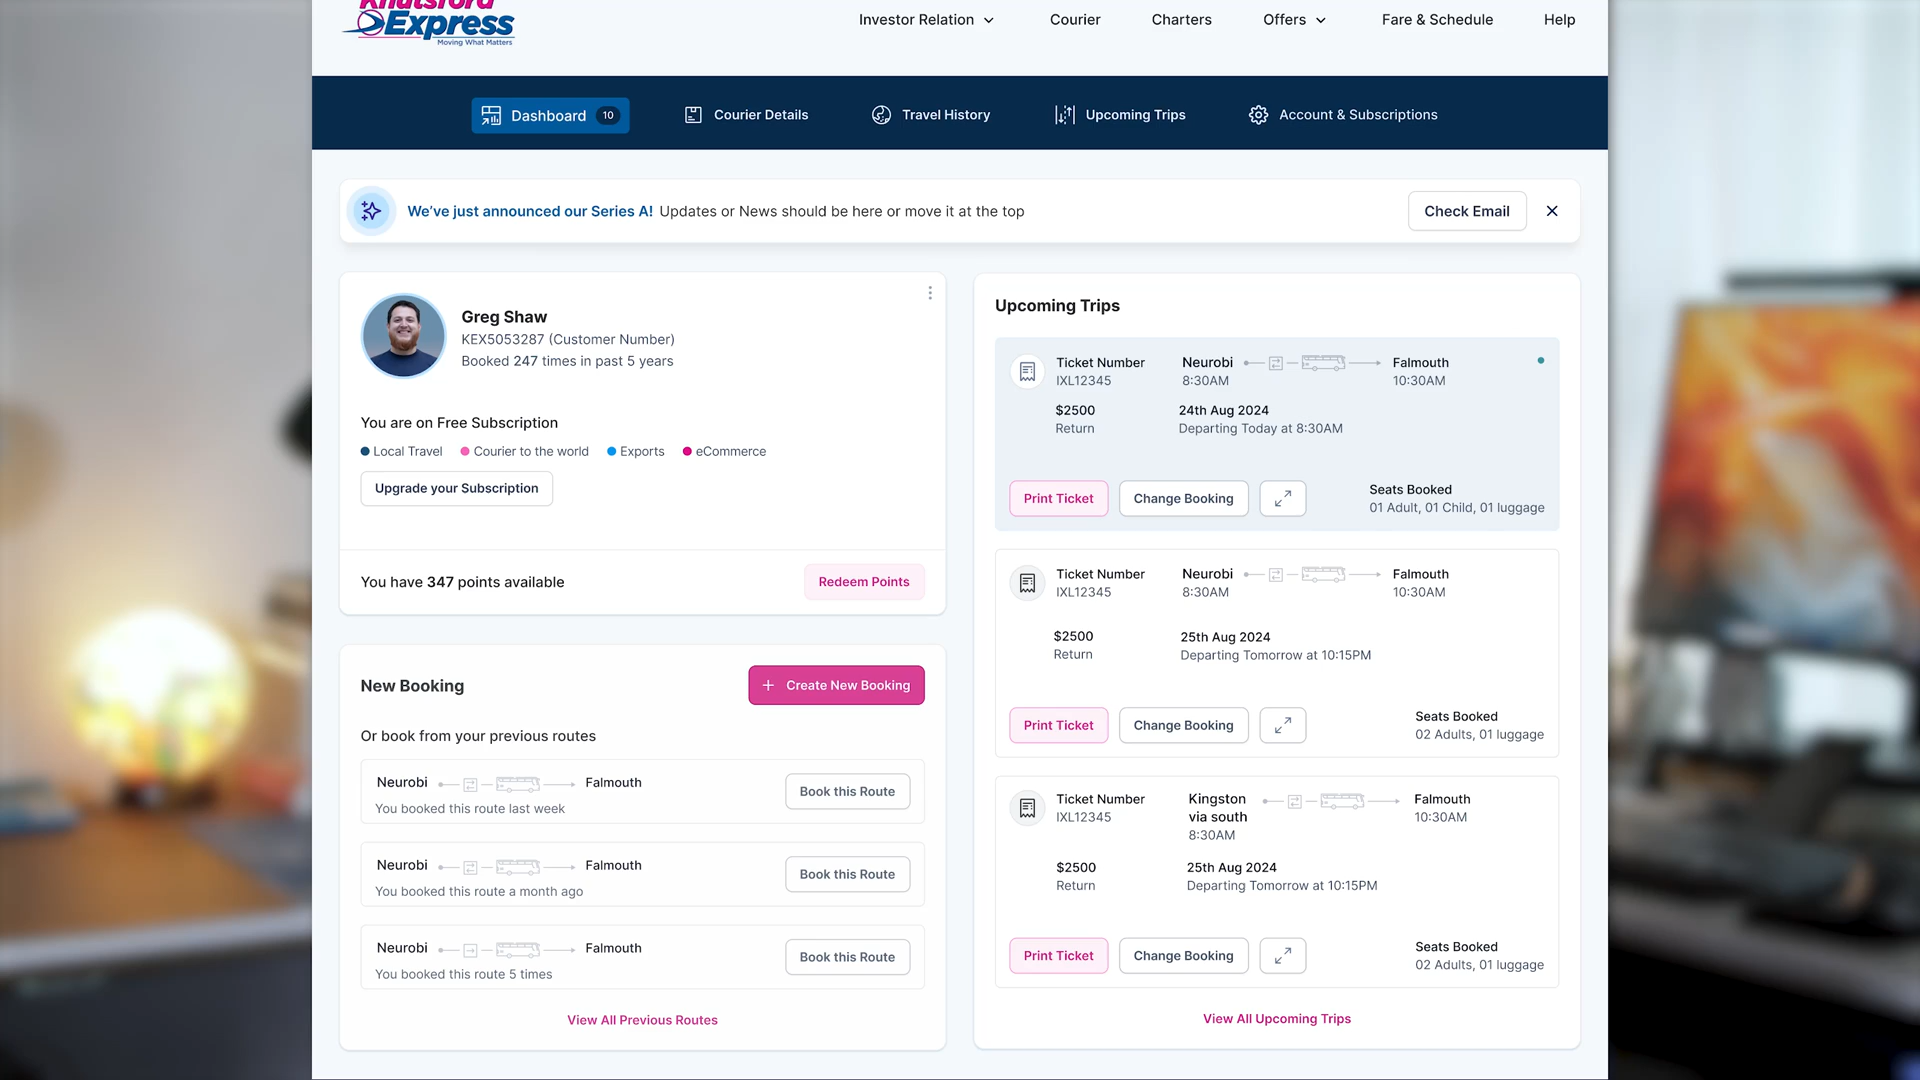 Knutsford
Express
Moving What Matters
Investor Relation
Courier
Charters
Offers
Fare & Schedule
Help
Dashboard 10
Courier Details
Travel History
Upcoming Trips
Account & Subscriptions
We've just announced our Series A! Updates or News should be here or move it at the top
Check Email
Greg Shaw
KEX5053287 (Customer Number)
Booked 247 times in past 5 years
You are on Free Subscription
Local Travel
Courier to the world
Exports
eCommerce
Upgrade your Subscription
You have 347 points available
Redeem Points
New Booking
+ Create New Booking
Or book from your previous routes
Neurobi Falmouth
You booked this route last week
Book this Route
Neurobi Falmouth
You booked this route a month ago
Book this Route
Neurobi Falmouth
You booked this route 5 times
Book this Route
View All Previous Routes
Upcoming Trips
Ticket Number Neurobi Falmouth
IXL12345 8:30AM 10:30AM
$2500 24th Aug 2024
Return Departing Today at 8:30AM
Print Ticket
Change Booking
Seats Booked
01 Adult, 01 Child, 01 luggage
Ticket Number Neurobi Falmouth
IXL12345 8:30AM 10:30AM
$2500 25th Aug 2024
Return Departing Tomorrow at 10:15PM
Print Ticket
Change Booking
Seats Booked
02 Adults, 01 luggage
Ticket Number Kingston Falmouth
IXL12345 via south 10:30AM
8:30AM
$2500 25th Aug 2024
Return Departing Tomorrow at 10:15PM
Print Ticket
Change Booking
Seats Booked
02 Adults, 01 luggage
View All Upcoming Trips